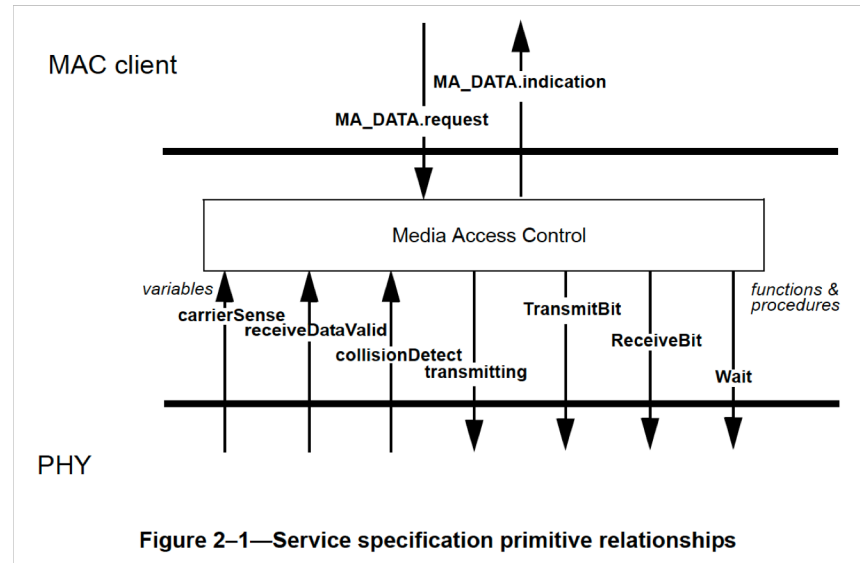 MAC client
MA_DATA.indication
MA_DATA.request
Media Access Control
variables
functions &
procedures
carrierSense
receiveDataValid
collisionDetect
transmitting
TransmitBit
ReceiveBit
Wait
PHY
Figure 2–1—Service specification primitive relationships